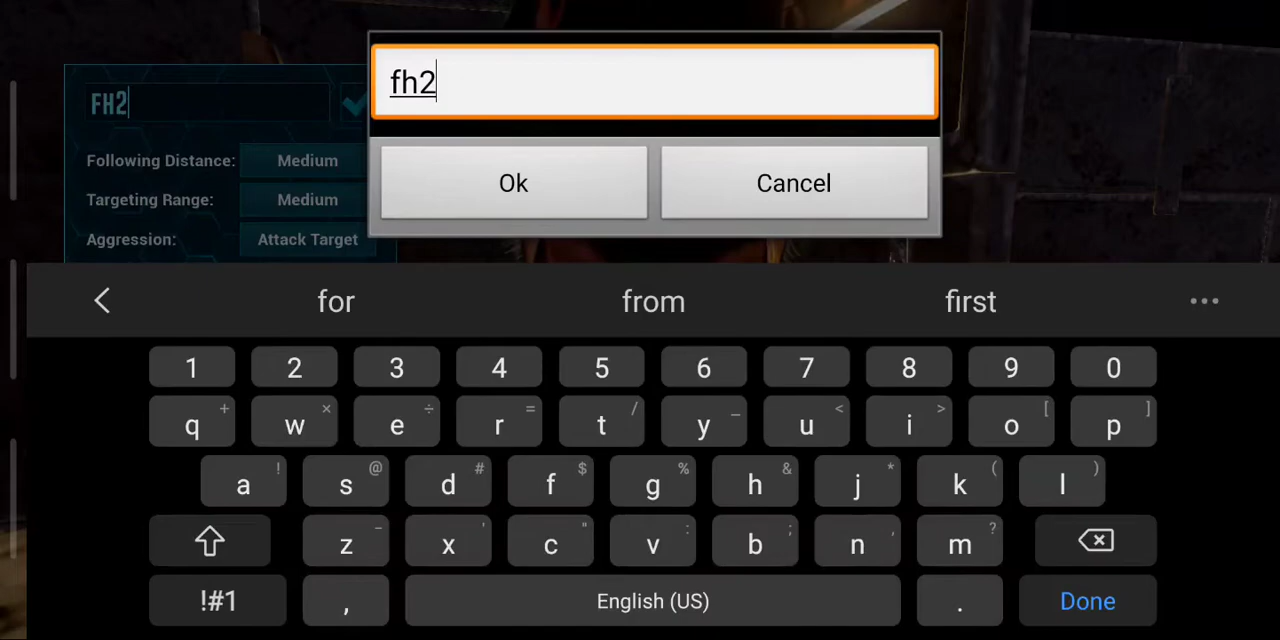 fh2
FH2
Ok Cancel
Following Distance: Medium
Targeting Range: Medium
Aggression: Attack Target
for from first ...
1 2 3 4 5 6 7 8 9 0
q + w × e ÷ r = t / y _ u < i > o [ p ]
a ! s @ d # f $ g % h & j * k ( l )
z - x ' c " v : b ; n , m ?
!#1 , English (US) . Done